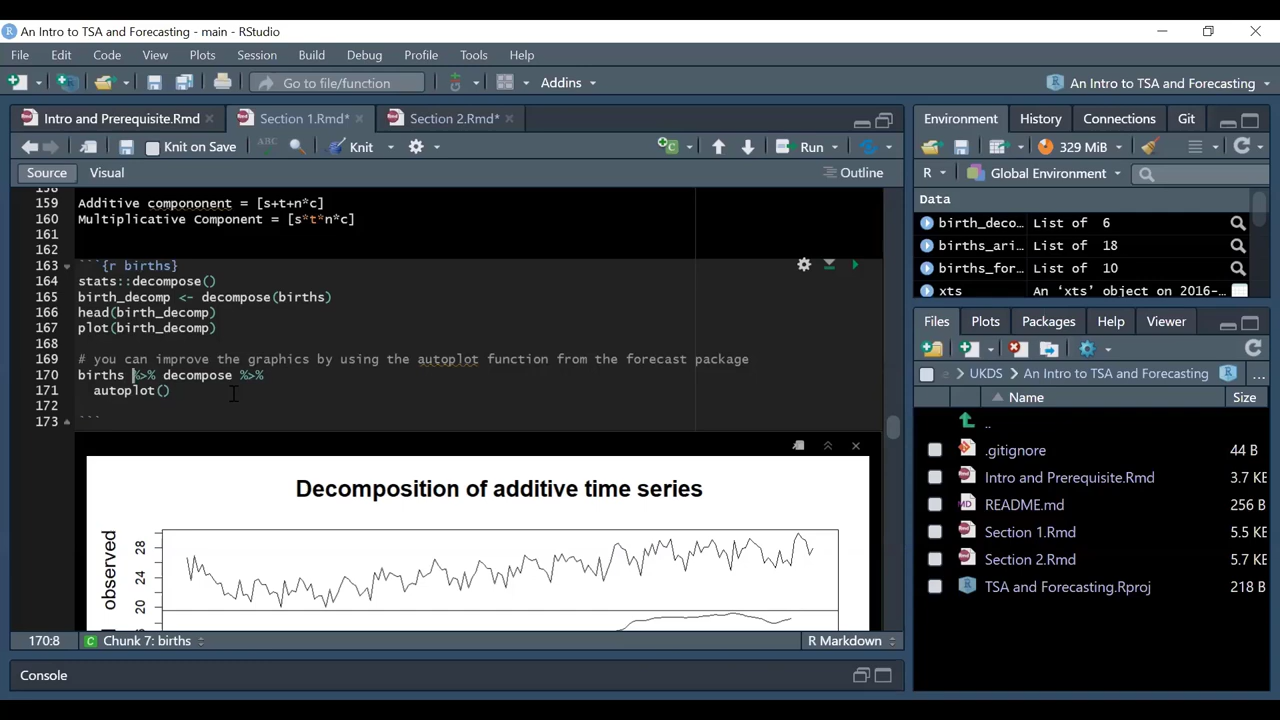 An Intro to TSA and Forecasting - main - RStudio
File Edit Code View Plots Session Build Debug Profile Tools Help
Go to file/function Addins An Intro to TSA and Forecasting
Intro and Prerequisite.Rmd Section 1.Rmd* Section 2.Rmd*
Knit on Save ABC Knit Run
Source Visual Outline
158
159 Additive compononent = [s+t+n*c]
160 Multiplicative Component = [s*t*n*c]
161
162
163 ```{r births}
164 stats::decompose()
165 birth_decomp <- decompose(births)
166 head(birth_decomp)
167 plot(birth_decomp)
168
169 # you can improve the graphics by using the autoplot function from the forecast package
170 births %>% decompose %>%
171 autoplot()
172
173 ```
Decomposition of additive time series
observed
28
24
20
170:8 Chunk 7: births R Markdown
Console
Environment History Connections Git
329 MiB
R Global Environment
Data
birth_deco… List of 6
births_ari… List of 18
births_for… List of 10
xts An ‘xts’ object on 2016-…
Files Plots Packages Help Viewer
e UKDS An Intro to TSA and Forecasting ...
Name Size
..
.gitignore 44 B
Intro and Prerequisite.Rmd 3.7 KB
README.md 256 B
Section 1.Rmd 5.5 KB
Section 2.Rmd 5.7 KB
TSA and Forecasting.Rproj 218 B